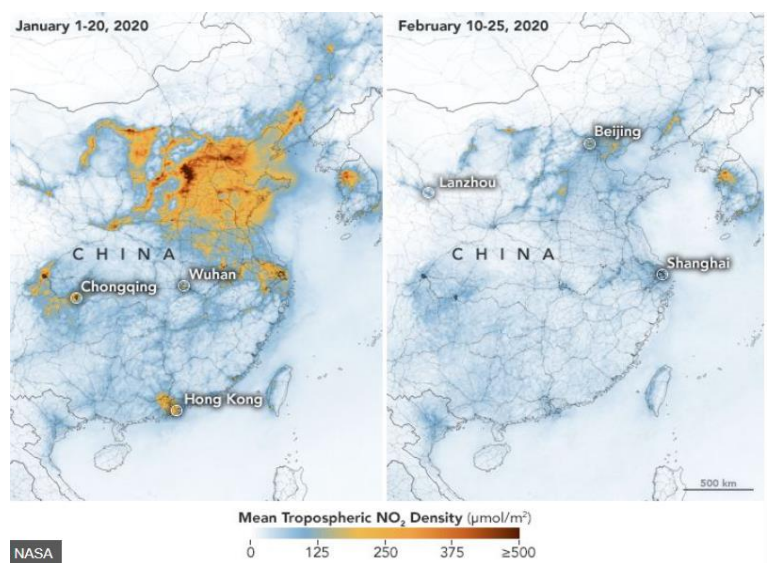 January 1-20, 2020
CHINA
Wuhan
Chongqing
Hong Kong
February 10-25, 2020
Beijing
Lanzhou
CHINA
Shanghai
500 km
Mean Tropospheric NO₂ Density (µmol/m²)
0 125 250 375 ≥500
NASA